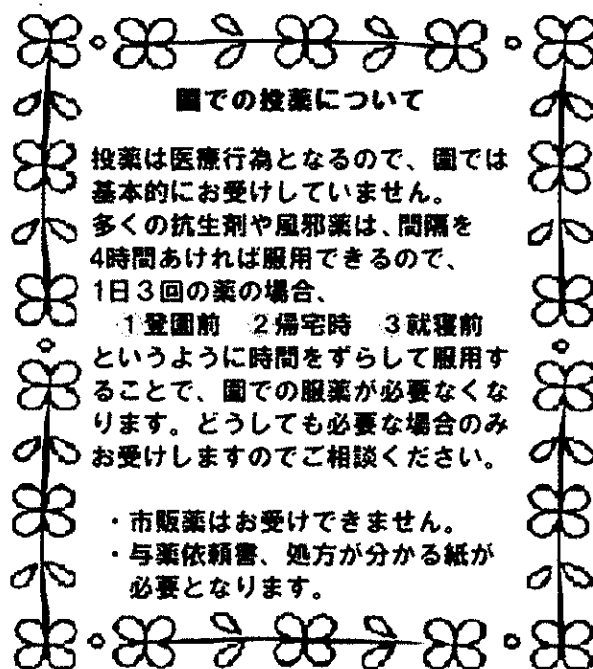 園での投薬について
投薬は医療行為となるので、園では
基本的にお受けしていません。
多くの抗生剤や風邪薬は、間隔を
4時間あければ服用できるので、
1日3回の薬の場合、
1登園前 2帰宅時 3就寝前
というように時間をずらして服用す
ることで、園での服薬が必要なくな
ります。どうしても必要な場合のみ
お受けしますのでご相談ください。
・市販薬はお受けできません。
・与薬依頼書、処方が分かる紙が
必要となります。